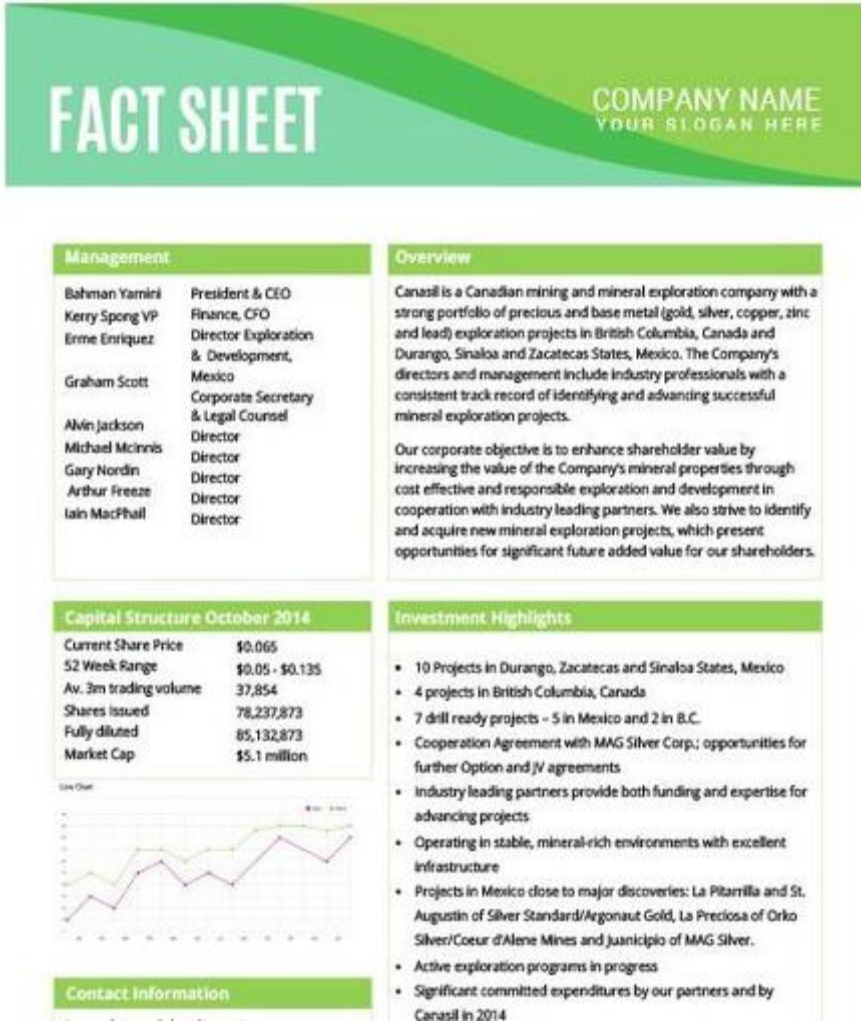 FACT SHEET
COMPANY NAME
YOUR SLOGAN HERE
Management
Bahman Yamini President & CEO
Kerry Spong VP Finance, CFO
Erme Enriquez Director Exploration
& Development,
Mexico
Graham Scott Corporate Secretary
& Legal Counsel
Alvin Jackson Director
Michael McInnis Director
Gary Nordin Director
Arthur Freeze Director
Iain MacPhail Director
Overview
Canasil is a Canadian mining and mineral exploration company with a
strong portfolio of precious and base metal (gold, silver, copper, zinc
and lead) exploration projects in British Columbia, Canada and
Durango, Sinaloa and Zacatecas States, Mexico. The Company's
directors and management include industry professionals with a
consistent track record of identifying and advancing successful
mineral exploration projects.
Our corporate objective is to enhance shareholder value by
increasing the value of the Company's mineral properties through
cost effective and responsible exploration and development in
cooperation with industry leading partners. We also strive to identify
and acquire new mineral exploration projects, which present
opportunities for significant future added value for our shareholders.
Capital Structure October 2014
Current Share Price $0.065
52 Week Range $0.05 - $0.135
Av. 3m trading volume 37,854
Shares Issued 78,237,873
Fully diluted 85,132,873
Market Cap $5.1 million
Line Chart
Contact Information
Investment Highlights
• 10 Projects in Durango, Zacatecas and Sinaloa States, Mexico
• 4 projects in British Columbia, Canada
• 7 drill ready projects – 5 in Mexico and 2 in B.C.
• Cooperation Agreement with MAG Silver Corp.; opportunities for
further Option and JV agreements
• Industry leading partners provide both funding and expertise for
advancing projects
• Operating in stable, mineral-rich environments with excellent
infrastructure
• Projects in Mexico close to major discoveries: La Pitarrilla and St.
Augustin of Silver Standard/Argonaut Gold, La Preciosa of Orko
Silver/Coeur d'Alene Mines and Juanicipio of MAG Silver.
• Active exploration programs in progress
• Significant committed expenditures by our partners and by
Canasil in 2014